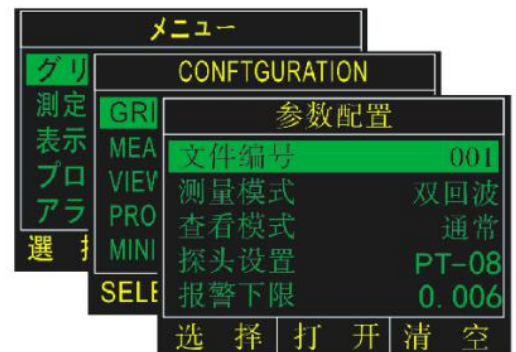 メニュー
グリ
測定
表示
プロ
アラ
選
CONFTGURATION
GRI
MEA
VIEW
PRO
MINI
SELE
参数配置
文件编号 001
测量模式 双回波
查看模式 通常
探头设置 PT-08
报警下限 0.006
选 择 打 开 清 空